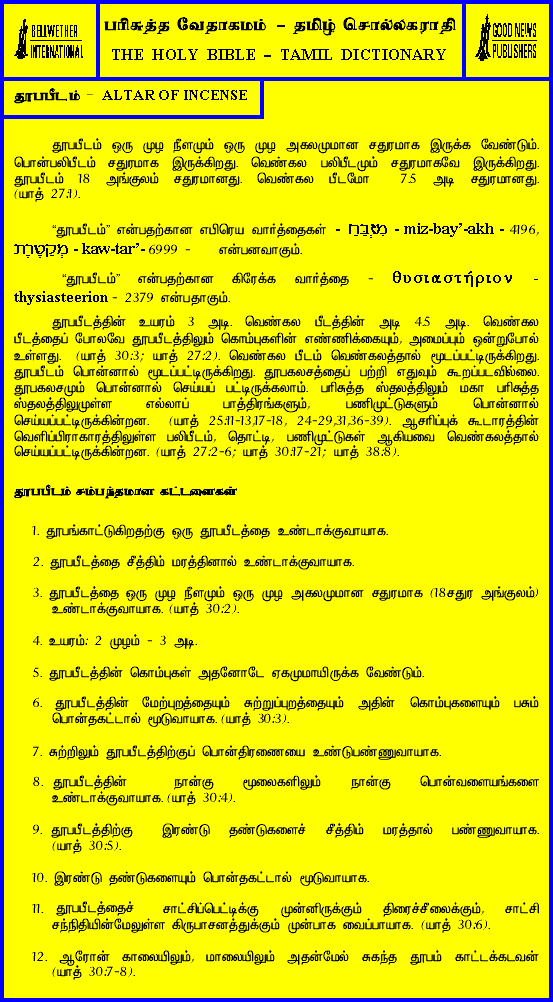 BELLWETHER
INTERNATIONAL
பரிசுத்த வேதாகமம் – தமிழ் சொல்லகராதி
THE HOLY BIBLE – TAMIL DICTIONARY
GOOD NEWS
PUBLISHERS
தூபபீடம் – ALTAR OF INCENSE
தூபபீடம் ஒரு முழ நீளமும் ஒரு முழ அகலமுமான சதுரமாக இருக்க வேண்டும்.
பொன்பலிபீடம் சதுரமாக இருக்கிறது. வெண்கல பலிபீடமும் சதுரமாகவே இருக்கிறது.
தூபபீடம் 18 அங்குலம் சதுரமானது. வெண்கல பீடமோ 7.5 அடி சதுரமானது.
(யாத் 27:1).
“தூபபீடம்” என்பதற்கான எபிரெய வார்த்தைகள் - מִזְבֵּחַ - miz-bay’-akh - 4196,
מְקַטֶּרֶת - kaw-tar’- 6999 - என்பனவாகும்.
“தூபபீடம்” என்பதற்கான கிரேக்க வார்த்தை - θυσιαστήριον -
thysiasteerion - 2379 என்பதாகும்.
தூபபீடத்தின் உயரம் 3 அடி. வெண்கல பீடத்தின் அடி 4.5 அடி. வெண்கல
பீடத்தைப் போலவே தூபபீடத்திலும் கொம்புகளின் எண்ணிக்கையும், அமைப்பும் ஒன்றுபோல்
உள்ளது. (யாத் 30:3; யாத் 27:2). வெண்கல பீடம் வெண்கலத்தால் மூடப்பட்டிருக்கிறது.
தூபபீடம் பொன்னால் மூடப்பட்டிருக்கிறது. தூபகலசத்தைப் பற்றி எதுவும் கூறப்படவில்லை.
தூபகலசமும் பொன்னால் செய்யப் பட்டிருக்கலாம். பரிசுத்த ஸ்தலத்திலும் மகா பரிசுத்த
ஸ்தலத்திலுமுள்ள எல்லாப் பாத்திரங்களும், பணிமுட்டுகளும் பொன்னால்
செய்யப்பட்டிருக்கின்றன. (யாத் 25:11-13,17-18, 24-29,31,36-39). ஆசரிப்புக் கூடாரத்தின்
வெளிப்பிராகாரத்திலுள்ள பலிபீடம், தொட்டி, பணிமுட்டுகள் ஆகியவை வெண்கலத்தால்
செய்யப்பட்டிருக்கின்றன. (யாத் 27:2-6; யாத் 30:17-21; யாத் 38:8).
தூபபீடம் சம்பந்தமான கட்டளைகள்
1. தூபங்காட்டுகிறதற்கு ஒரு தூபபீடத்தை உண்டாக்குவாயாக.
2. தூபபீடத்தை சீத்திம் மரத்தினால் உண்டாக்குவாயாக.
3. தூபபீடத்தை ஒரு முழ நீளமும் ஒரு முழ அகலமுமான சதுரமாக (18சதுர அங்குலம்)
உண்டாக்குவாயாக. (யாத் 30:2).
4. உயரம்: 2 முழம் - 3 அடி.
5. தூபபீடத்தின் கொம்புகள் அதனோடே ஏகமுமாயிருக்க வேண்டும்.
6. தூபபீடத்தின் மேற்புறத்தையும் சுற்றுப்புறத்தையும் அதின் கொம்புகளையும் பசும்
பொன்தகட்டால் மூடுவாயாக. (யாத் 30:3).
7. சுற்றிலும் தூபபீடத்திற்குப் பொன்திரணையை உண்டுபண்ணுவாயாக.
8. தூபபீடத்தின் நான்கு மூலைகளிலும் நான்கு பொன்வளையங்களை
உண்டாக்குவாயாக. (யாத் 30:4).
9. தூபபீடத்திற்கு இரண்டு தண்டுகளைச் சீத்திம் மரத்தால் பண்ணுவாயாக.
(யாத் 30:5).
10. இரண்டு தண்டுகளையும் பொன்தகட்டால் மூடுவாயாக.
11. தூபபீடத்தைச் சாட்சிப்பெட்டிக்கு முன்னிருக்கும் திரைச்சீலைக்கும், சாட்சி
சந்நிதியின்மேலுள்ள கிருபாசனத்துக்கும் முன்பாக வைப்பாயாக. (யாத் 30:6).
12. ஆரோன் காலையிலும், மாலையிலும் அதன்மேல் சுகந்த தூபம் காட்டக்கடவன்
(யாத் 30:7-8).